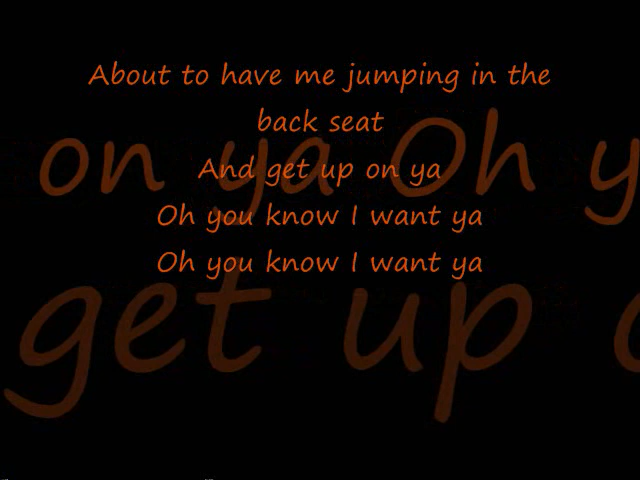 About to have me jumping in the
back seat
And get up on ya
Oh you know I want ya
Oh you know I want ya
on ya Oh y
get up o